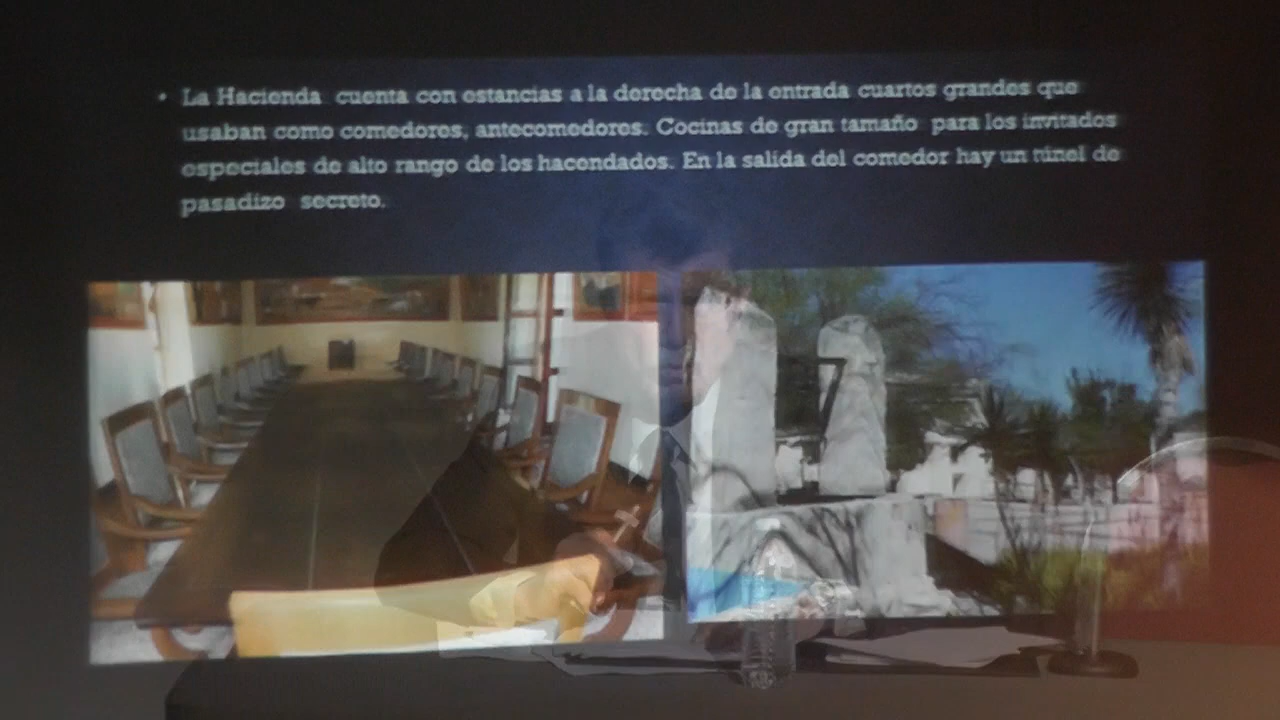 • La Hacienda cuenta con estancias a la derecha de la entrada cuartos grandes que
usaban como comedores, antecomedores. Cocinas de gran tamaño para los invitados
especiales de alto rango de los hacendados. En la salida del comedor hay un túnel de
pasadizo secreto.